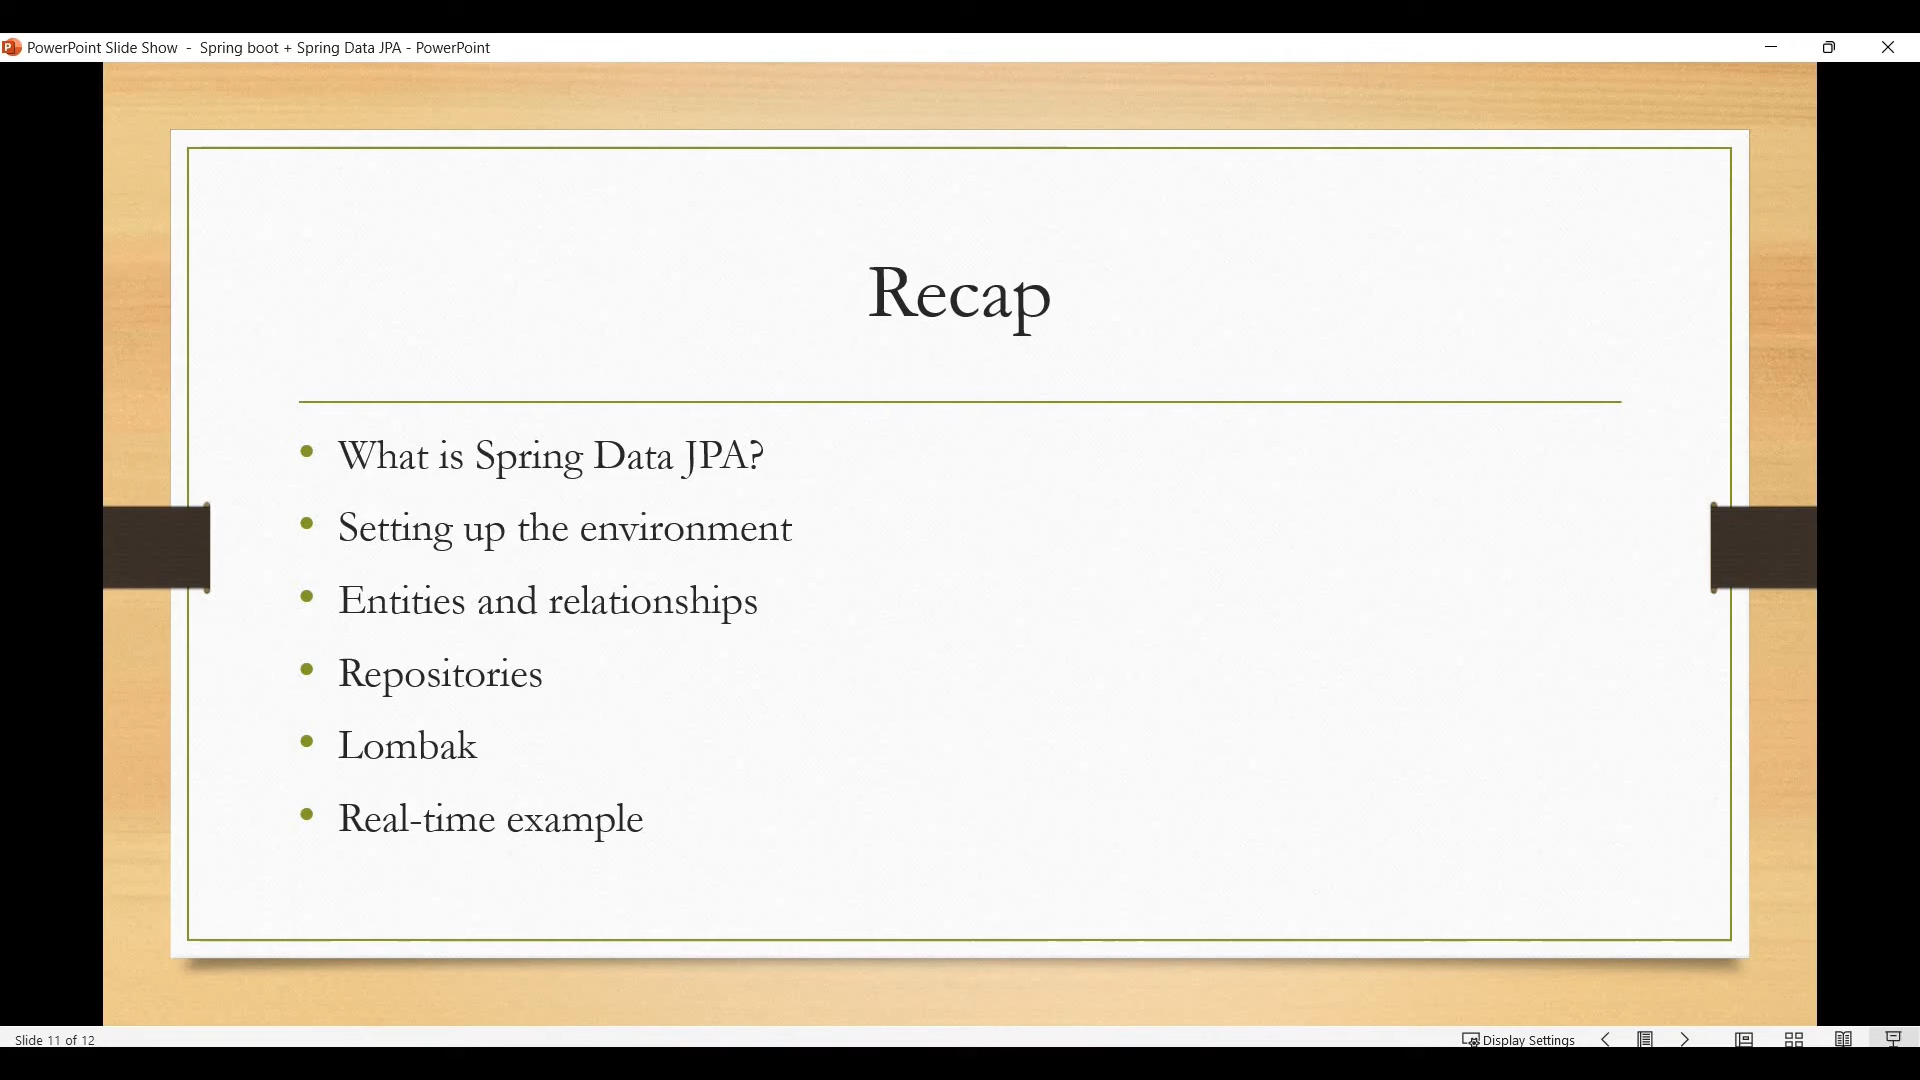 PowerPoint Slide Show - Spring boot + Spring Data JPA - PowerPoint
Recap
• What is Spring Data JPA?
• Setting up the environment
• Entities and relationships
• Repositories
• Lombak
• Real-time example
Slide 11 of 12
Display Settings